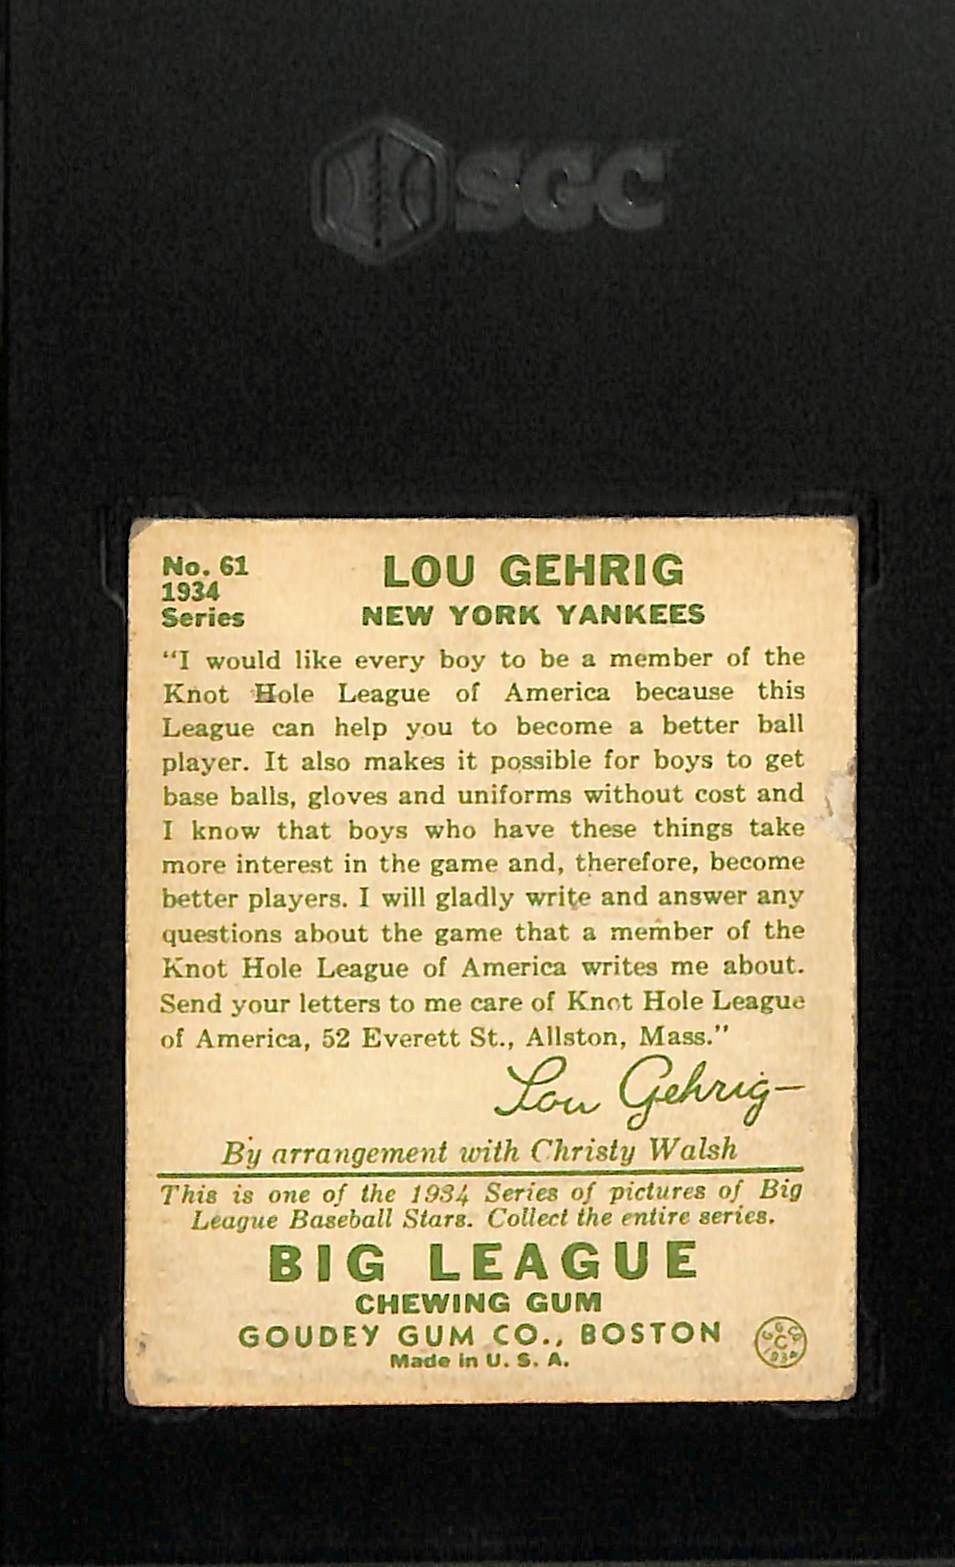 SGC
No. 61
1934
Series
LOU GEHRIG
NEW YORK YANKEES
"I would like every boy to be a member of the
Knot Hole League of America because this
League can help you to become a better ball
player. It also makes it possible for boys to get
base balls, gloves and uniforms without cost and
I know that boys who have these things take
more interest in the game and, therefore, become
better players. I will gladly write and answer any
questions about the game that a member of the
Knot Hole League of America writes me about.
Send your letters to me care of Knot Hole League
of America, 52 Everett St., Allston, Mass."
Lou Gehrig—
By arrangement with Christy Walsh
This is one of the 1934 Series of pictures of Big
League Baseball Stars. Collect the entire series.
BIG LEAGUE
CHEWING GUM
GOUDEY GUM CO., BOSTON
Made in U. S. A.